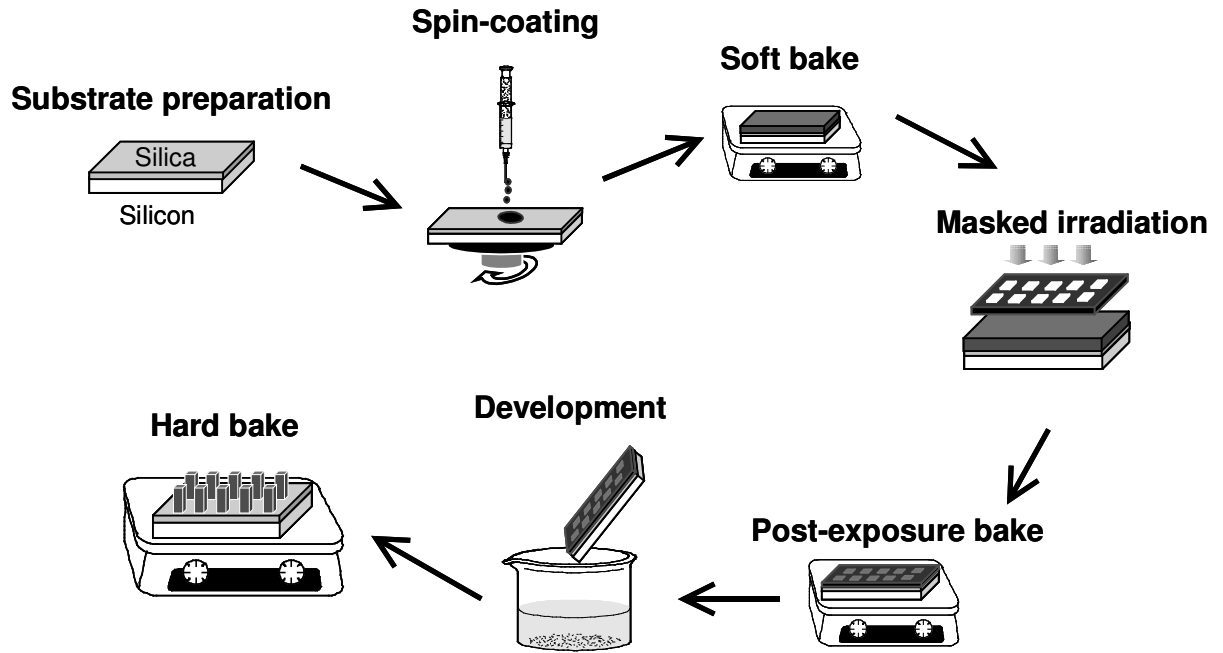 Substrate preparation
Silica
Silicon
Spin-coating
Soft bake
Masked irradiation
Post-exposure bake
Development
Hard bake